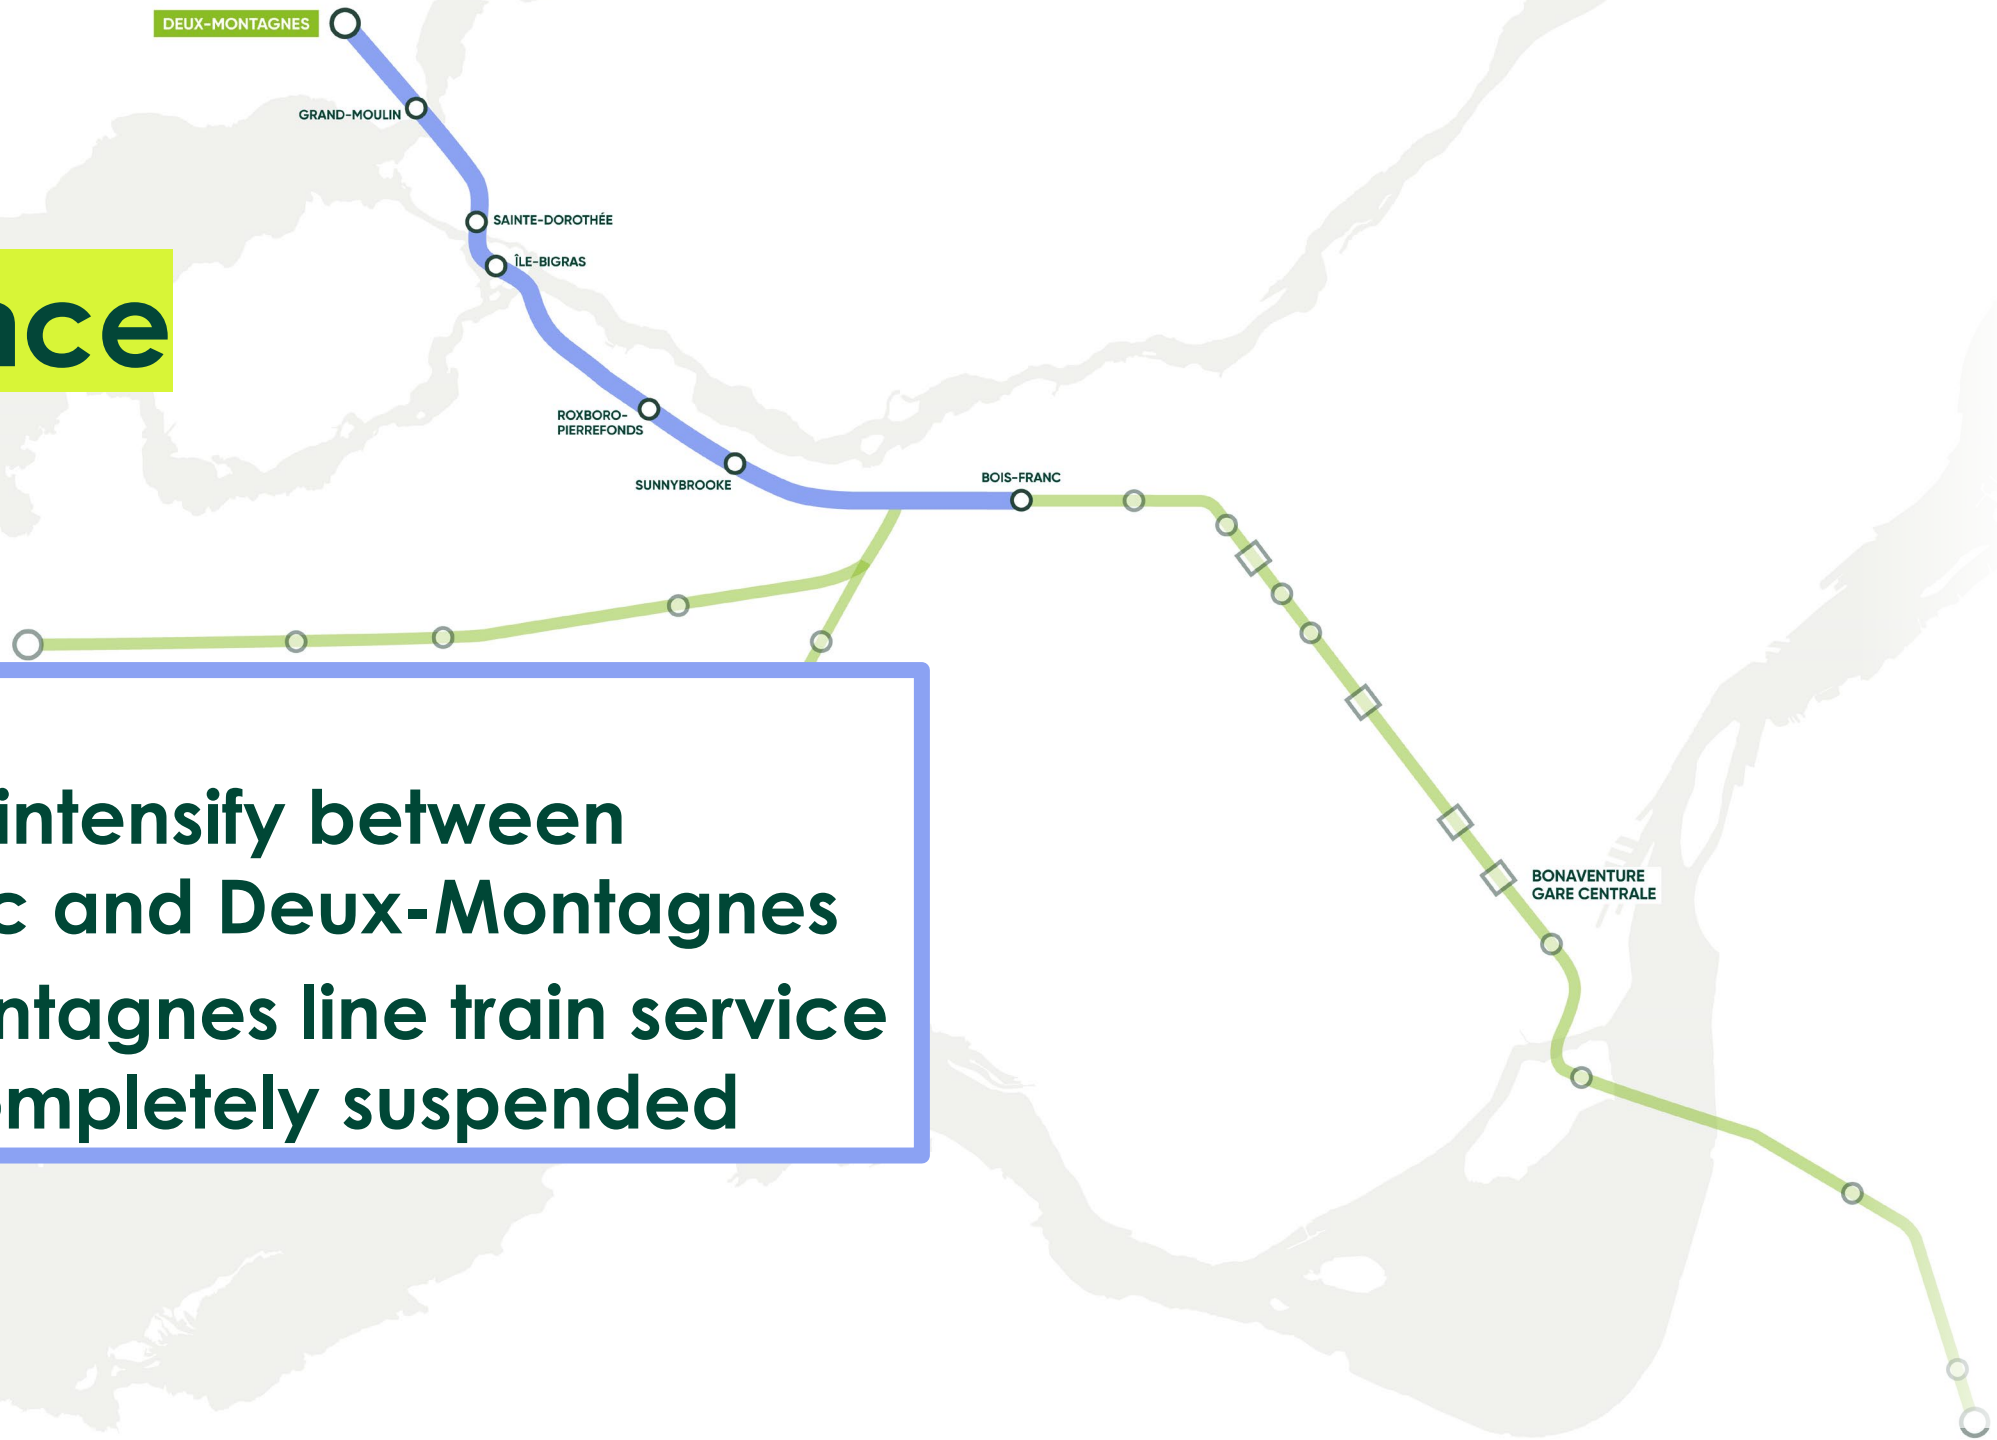 DEUX-MONTAGNES
GRAND-MOULIN
SAINTE-DOROTHÉE
ÎLE-BIGRAS
nce
ROXBORO-
PIERREFONDS
SUNNYBROOKE
BOIS-FRANC
intensify between
c and Deux-Montagnes
ntagnes line train service
ompletely suspended
BONAVENTURE
GARE CENTRALE